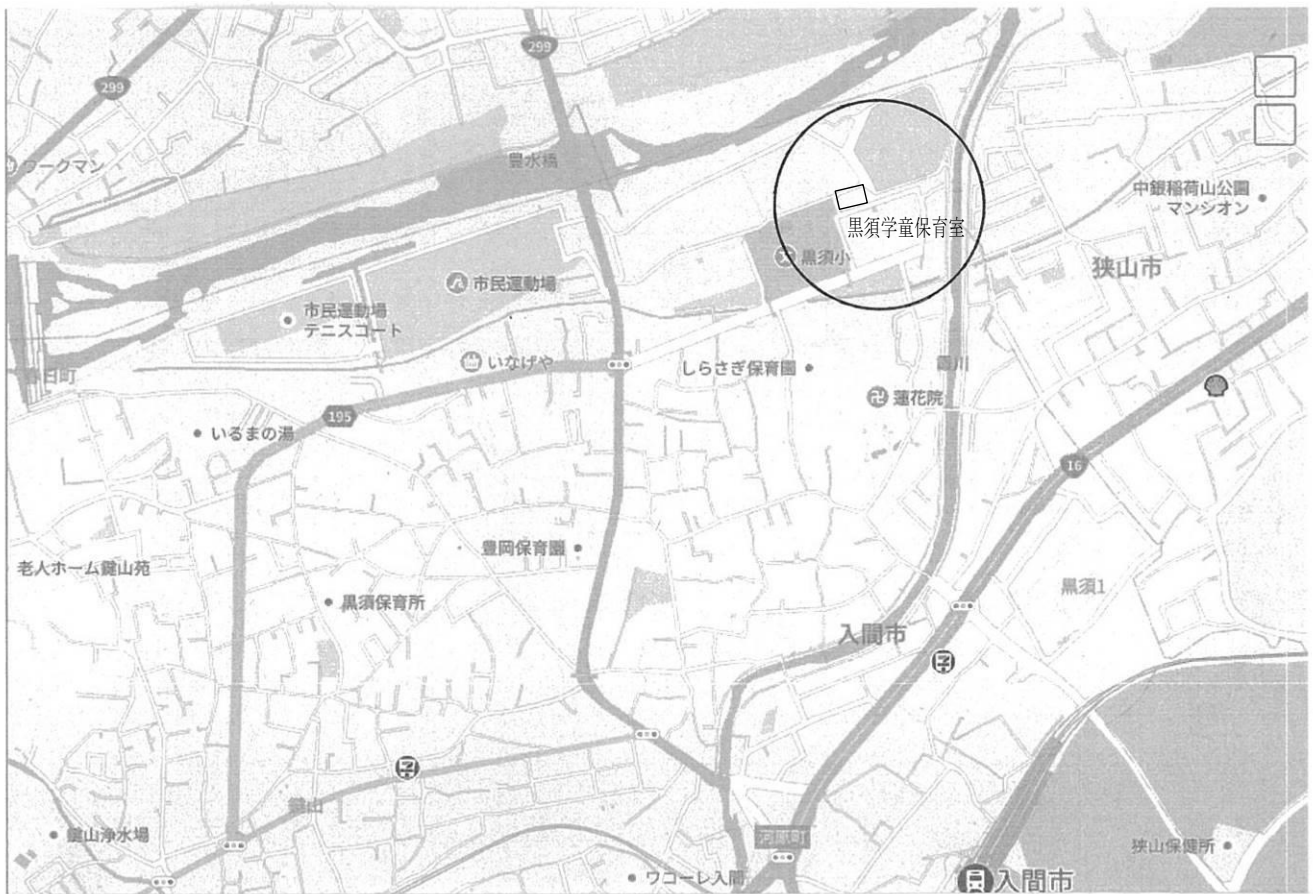 299
299
ワークマン
豊水橋
中銀稲荷山公園
マンシオン
黒須学童保育室
黒須小
狭山市
市民運動場
市民運動場
テニスコート
いなげや
しらさぎ保育園
霞川
蓮花院
春日町
195
いるまの湯
16
豊岡保育園
老人ホーム鍵山苑
黒須保育所
黒須1
入間市
鍵山
鍵山浄水場
河原町
狭山保健所
ワコーレ入間
入間市